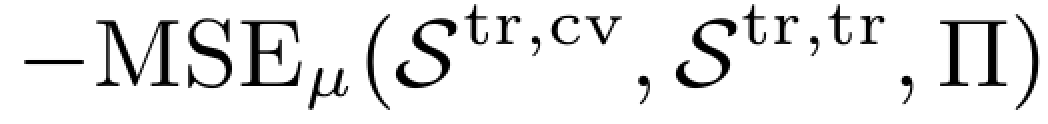 −MSE_μ(𝒮^{tr,cv}, 𝒮^{tr,tr}, Π)